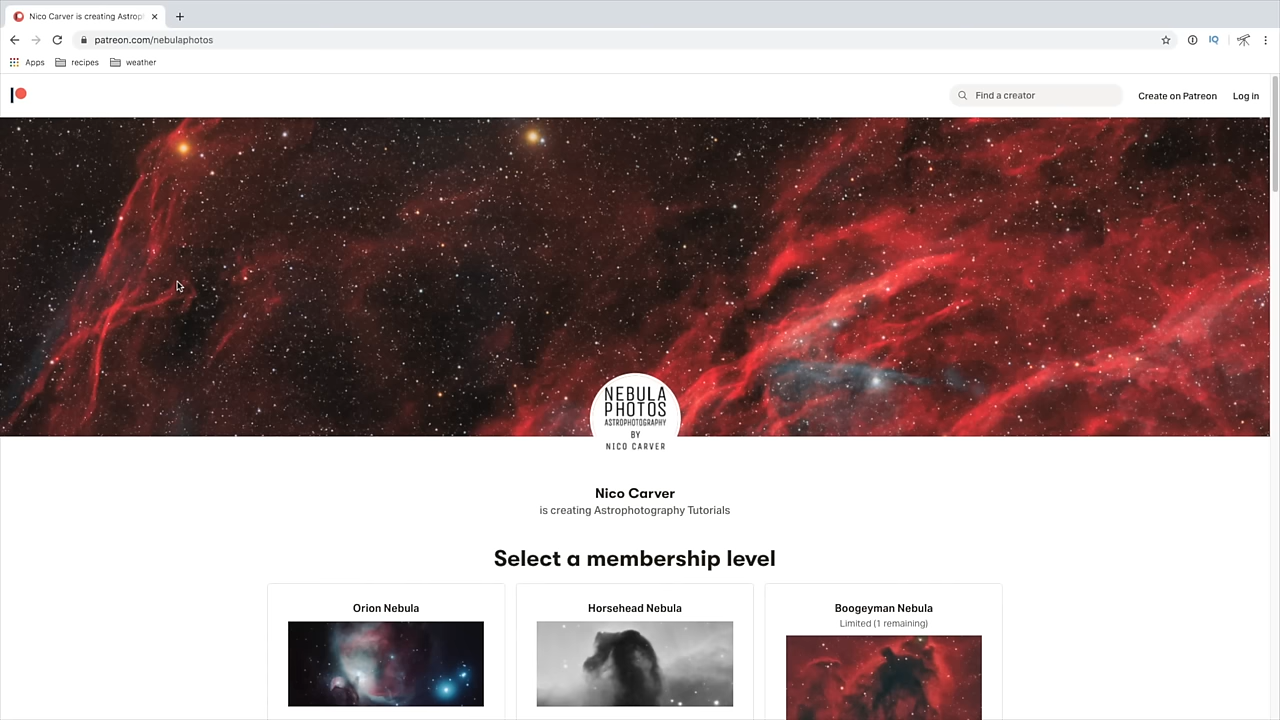 Nico Carver is creating Astrop
patreon.com/nebulaphotos
IQ
Apps recipes weather
Find a creator Create on Patreon Log in
NEBULA
PHOTOS
ASTROPHOTOGRAPHY
BY
NICO CARVER
Nico Carver
is creating Astrophotography Tutorials
Select a membership level
Orion Nebula Horsehead Nebula Boogeyman Nebula
Limited (1 remaining)